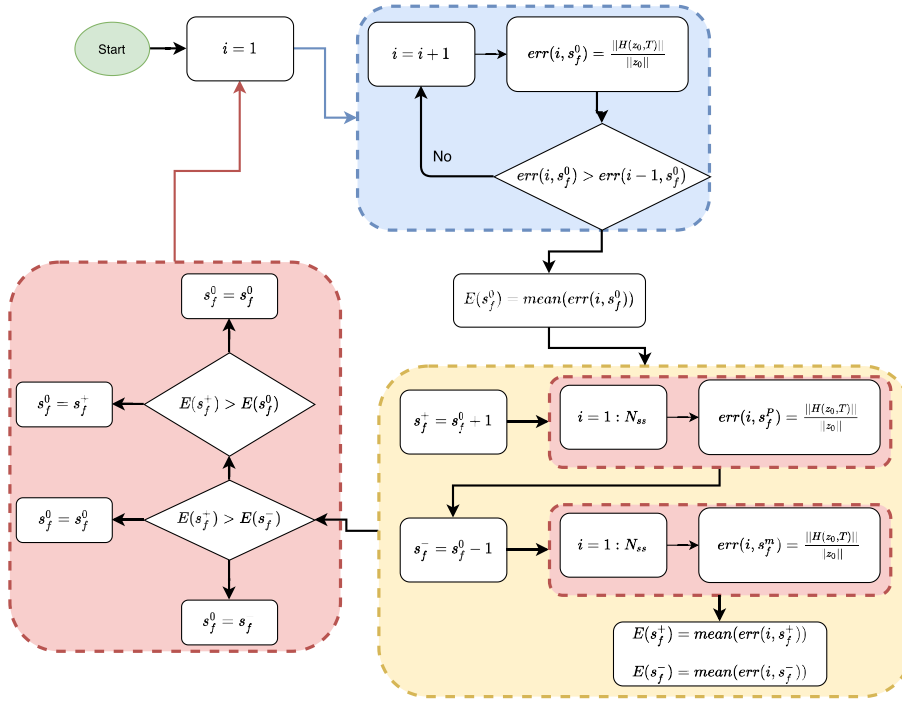 Start
i = 1
i = i + 1
err(i, s_f^0) = ||H(z_0,T)|| / ||z_0||
No
err(i, s_f^0) > err(i − 1, s_f^0)
E(s_f^0) = mean(err(i, s_f^0))
s_f^0 = s_f^0
s_f^0 = s_f^+
E(s_f^+) > E(s_f^0)
s_f^0 = s_f^0
E(s_f^+) > E(s_f^-)
s_f^0 = s_f
s_f^+ = s_f^0 + 1
i = 1 : N_ss
err(i, s_f^p) = ||H(z_0,T)|| / |z_0||
s_f^- = s_f^0 − 1
i = 1 : N_ss
err(i, s_f^m) = ||H(z_0,T)|| / |z_0||
E(s_f^+) = mean(err(i, s_f^+))
E(s_f^-) = mean(err(i, s_f^-))